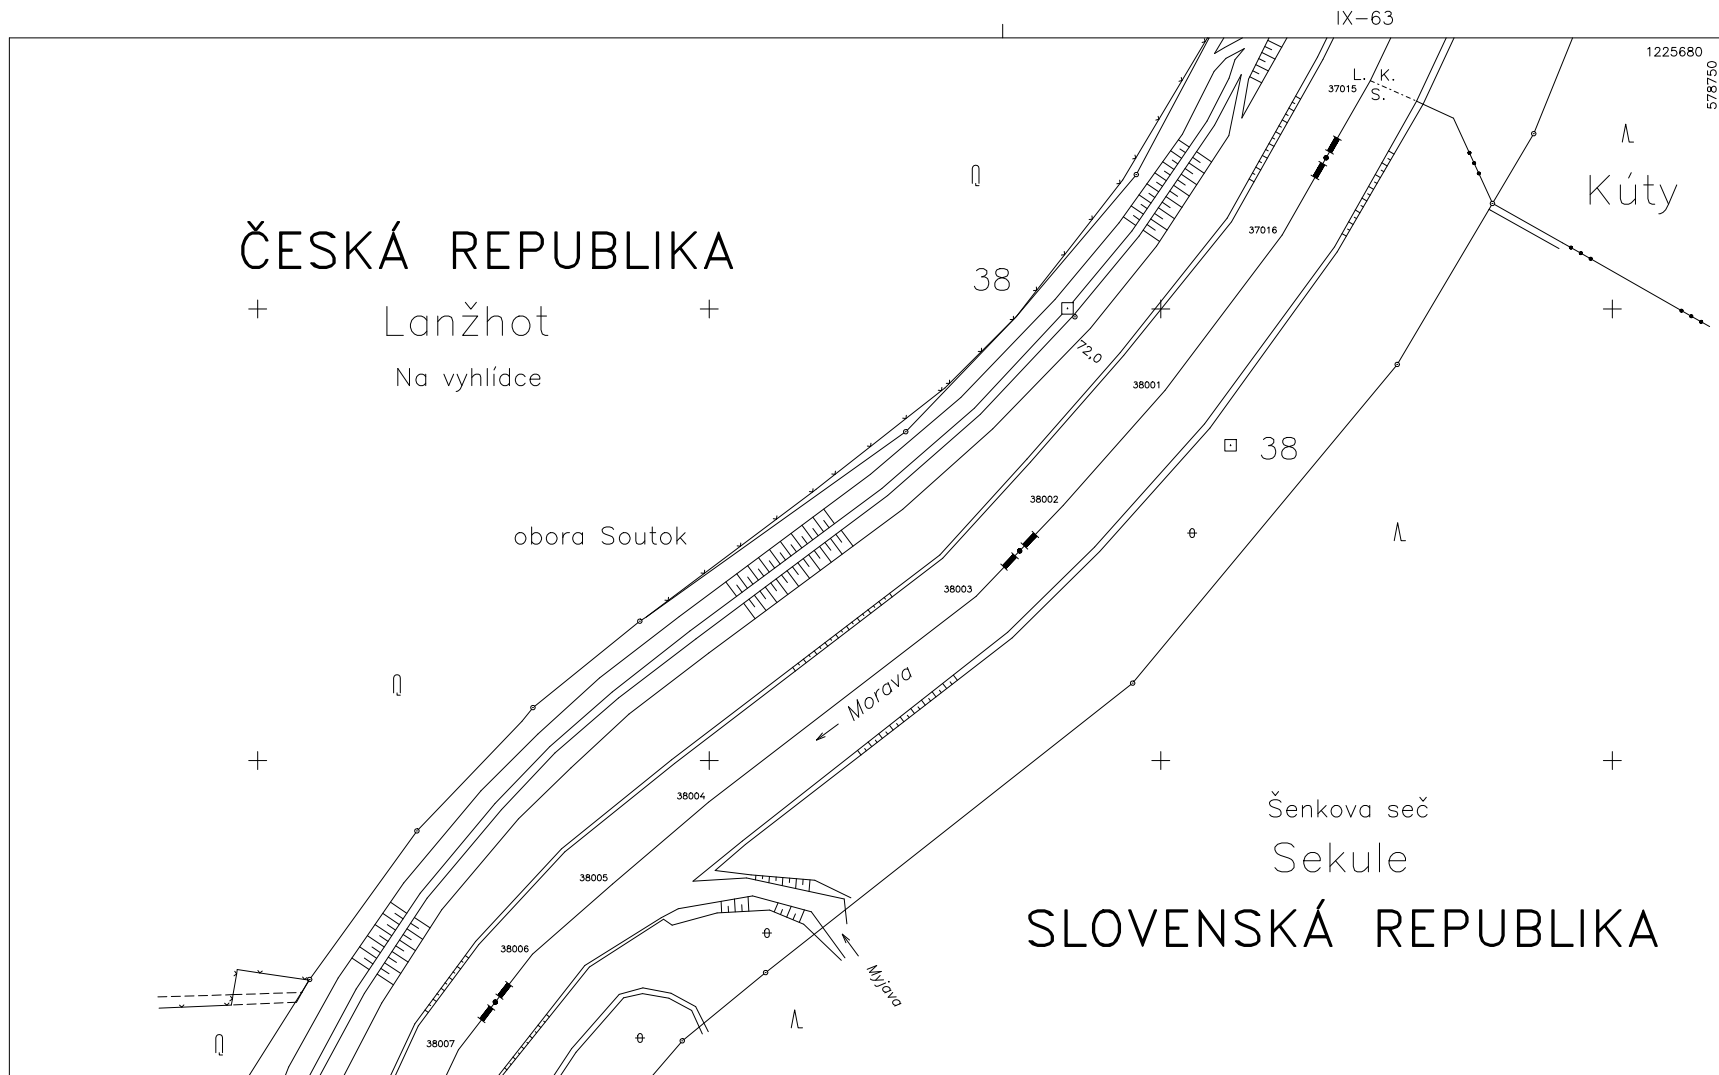 IX-63
1225680
578750
L. K.
S.
37015
Kúty
37016
ČESKÁ REPUBLIKA
38
Lanžhot
72,0
Na vyhlídce
38001
38
38002
obora Soutok
38003
Morava
38004
Šenkova seč
Sekule
38005
SLOVENSKÁ REPUBLIKA
38006
Myjava
38007